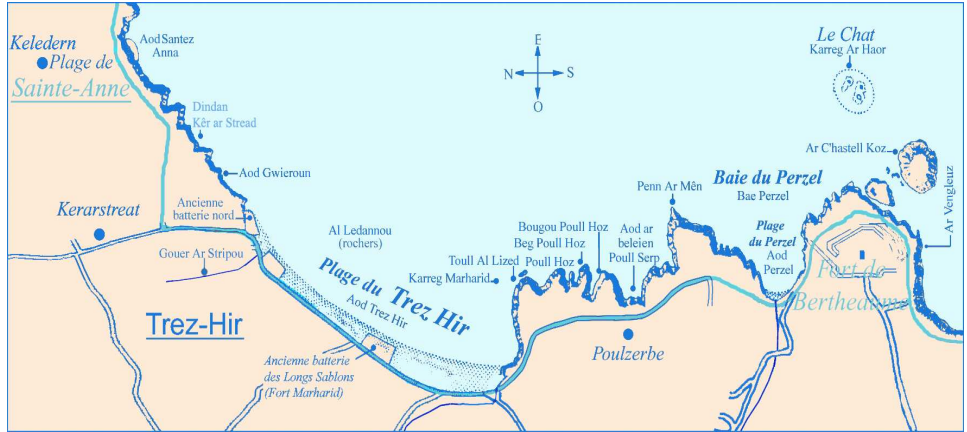 Keledern
Plage de
Sainte-Anne
Aod Santez
Anna
Dindan
Kêr ar Stread
Aod Gwieroun
Kerarstreat
Ancienne
batterie nord
Gouer Ar Stripou
Trez-Hir
Al Ledannou
(rochers)
Plage du Trez Hir
Aod Trez Hir
Ancienne batterie
des Longs Sablons
(Fort Marharid)
E
N
S
O
Karreg Marharid
Toull Al Lized
Bougou Poull Hoz
Beg Poull Hoz
Poull Hoz
Aod ar
beleien
Poull Serp
Penn Ar Mên
Poulzerbe
Baie du Perzel
Bae Perzel
Plage
du Perzel
Aod
Perzel
Le Chat
Karreg Ar Haor
Ar C'hastell Koz
Ar Vengleuz
Fort de
Bertheaume